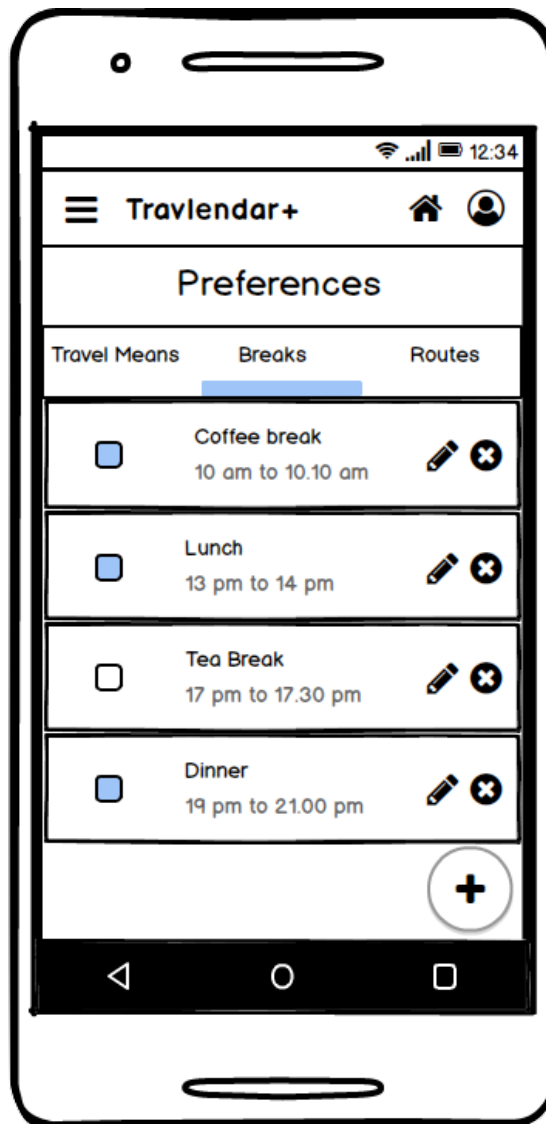 12:34
Travlendar+
Preferences
Travel Means Breaks Routes
Coffee break
10 am to 10.10 am
Lunch
13 pm to 14 pm
Tea Break
17 pm to 17.30 pm
Dinner
19 pm to 21.00 pm